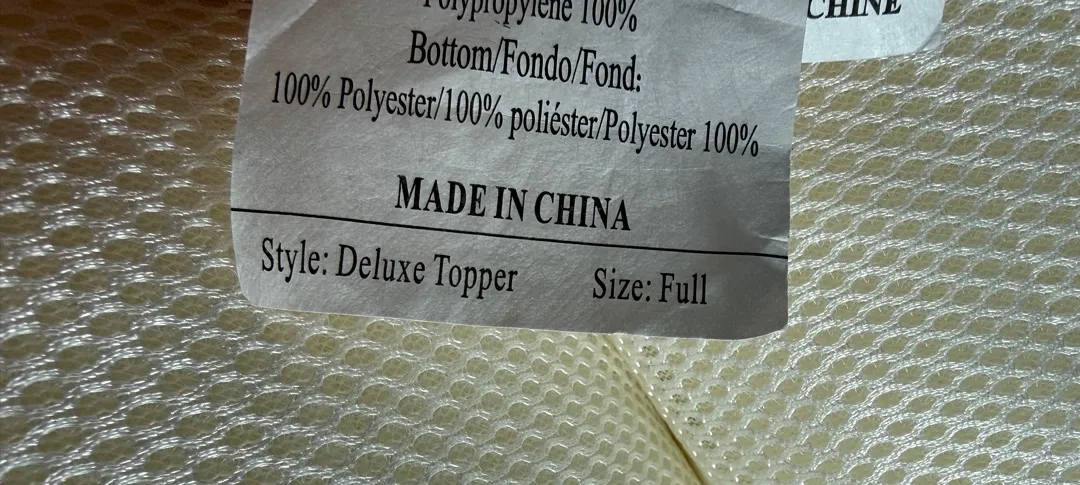 Polypropylene 100%
Bottom/Fondo/Fond:
100% Polyester/100% poliéster/Polyester 100%
MADE IN CHINA
Style: Deluxe Topper Size: Full
CHINE